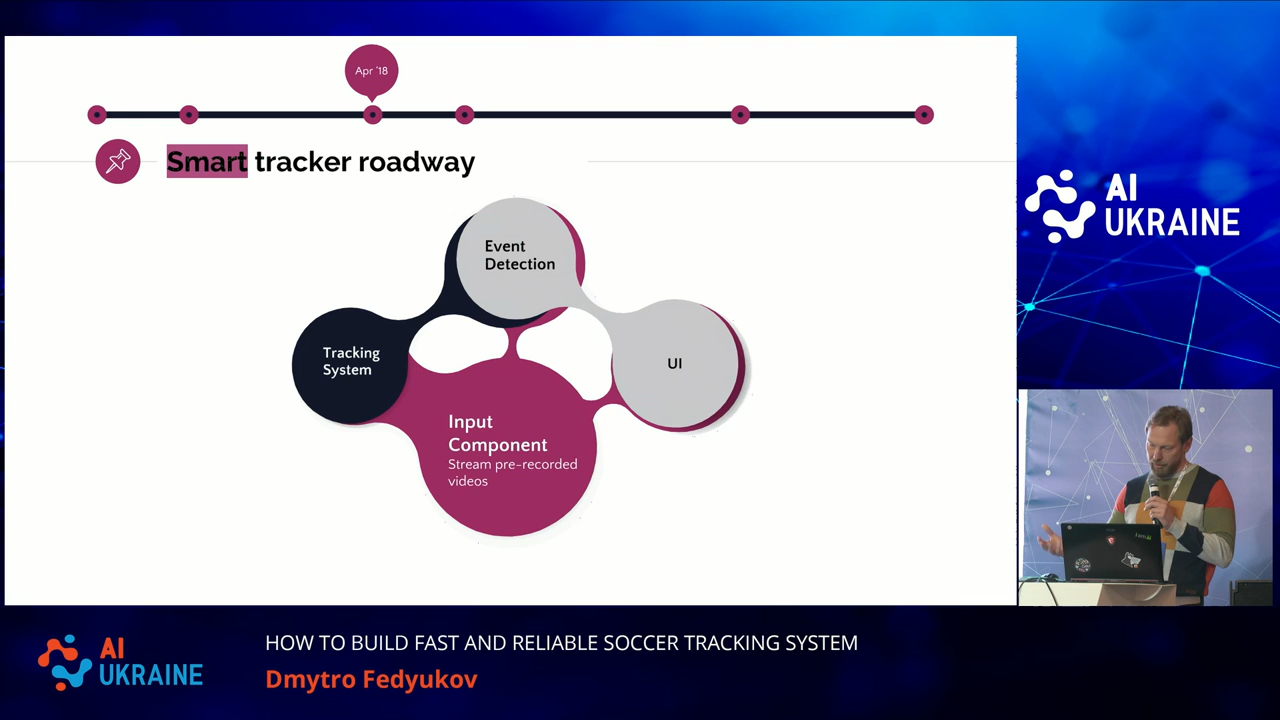 Apr '18
Smart tracker roadway
Event
Detection
Tracking
System
UI
Input
Component
Stream pre-recorded
videos
AI
UKRAINE
AI
UKRAINE
HOW TO BUILD FAST AND RELIABLE SOCCER TRACKING SYSTEM
Dmytro Fedyukov